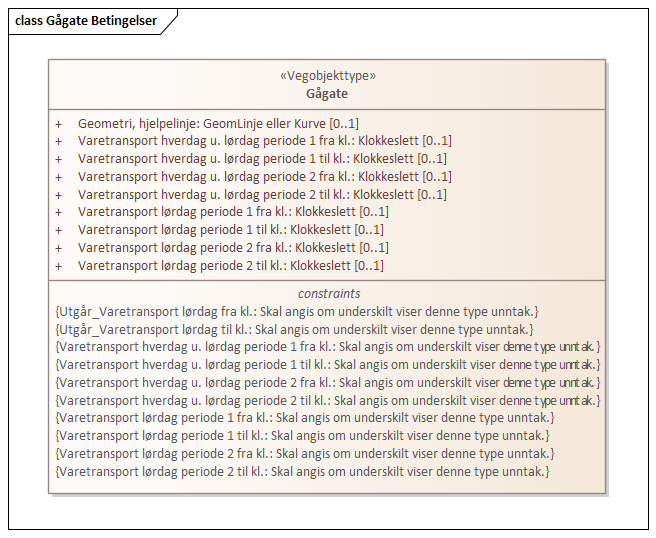 class Gågate Betingelser
«Vegobjekttype»
Gågate
+ Geometri, hjelpelinje: GeomLinje eller Kurve [0..1]
+ Varetransport hverdag u. lørdag periode 1 fra kl.: Klokkeslett [0..1]
+ Varetransport hverdag u. lørdag periode 1 til kl.: Klokkeslett [0..1]
+ Varetransport hverdag u. lørdag periode 2 fra kl.: Klokkeslett [0..1]
+ Varetransport hverdag u. lørdag periode 2 til kl.: Klokkeslett [0..1]
+ Varetransport lørdag periode 1 fra kl.: Klokkeslett [0..1]
+ Varetransport lørdag periode 1 til kl.: Klokkeslett [0..1]
+ Varetransport lørdag periode 2 fra kl.: Klokkeslett [0..1]
+ Varetransport lørdag periode 2 til kl.: Klokkeslett [0..1]
constraints
{Utgår_Varetransport lørdag fra kl.: Skal angis om underskilt viser denne type unntak.}
{Utgår_Varetransport lørdag til kl.: Skal angis om underskilt viser denne type unntak.}
{Varetransport hverdag u. lørdag periode 1 fra kl.: Skal angis om underskilt viser denne type unntak.}
{Varetransport hverdag u. lørdag periode 1 til kl.: Skal angis om underskilt viser denne type unntak.}
{Varetransport hverdag u. lørdag periode 2 fra kl.: Skal angis om underskilt viser denne type unntak.}
{Varetransport hverdag u. lørdag periode 2 til kl.: Skal angis om underskilt viser denne type unntak.}
{Varetransport lørdag periode 1 fra kl.: Skal angis om underskilt viser denne type unntak.}
{Varetransport lørdag periode 1 til kl.: Skal angis om underskilt viser denne type unntak.}
{Varetransport lørdag periode 2 fra kl.: Skal angis om underskilt viser denne type unntak.}
{Varetransport lørdag periode 2 til kl.: Skal angis om underskilt viser denne type unntak.}